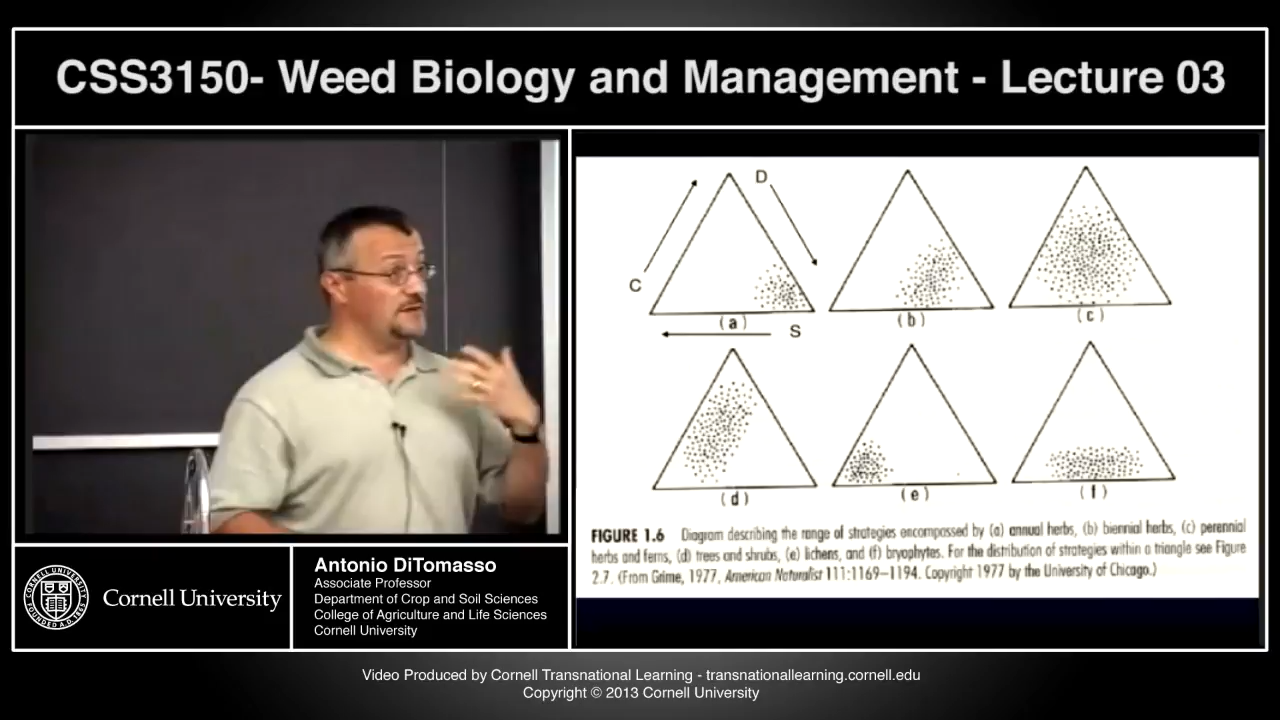 CSS3150- Weed Biology and Management - Lecture 03
D
C
S
(a)
(b)
(c)
(d)
(e)
(f)
FIGURE 1.6 Diagram describing the range of strategies encompassed by (a) annual herbs, (b) biennial herbs, (c) perennial
herbs and ferns, (d) trees and shrubs, (e) lichens, and (f) bryophytes. For the distribution of strategies within a triangle see Figure
2.7. (From Grime, 1977, American Naturalist 111:1169–1194. Copyright 1977 by the University of Chicago.)
Cornell University
Antonio DiTomasso
Associate Professor
Department of Crop and Soil Sciences
College of Agriculture and Life Sciences
Cornell University
Video Produced by Cornell Transnational Learning - transnationallearning.cornell.edu
Copyright © 2013 Cornell University